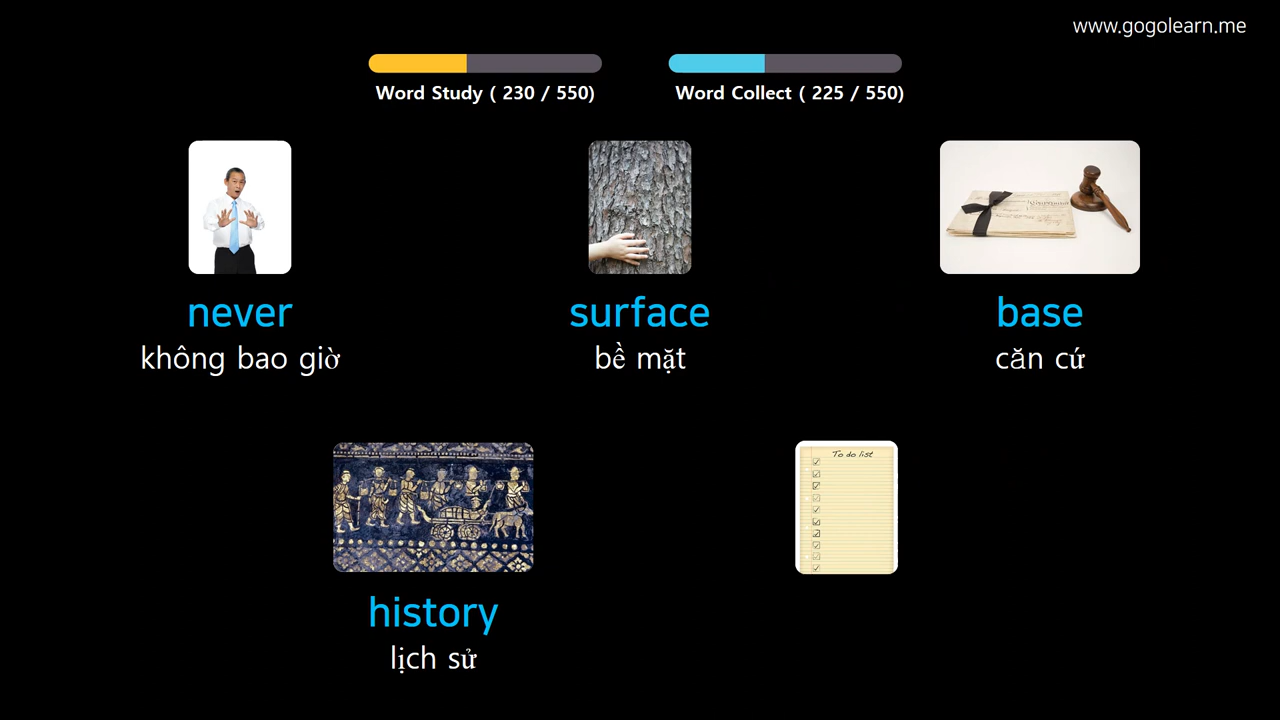 www.gogolearn.me
Word Study ( 230 / 550)
Word Collect ( 225 / 550)
never
không bao giờ
surface
bề mặt
base
căn cứ
To do list
history
lịch sử